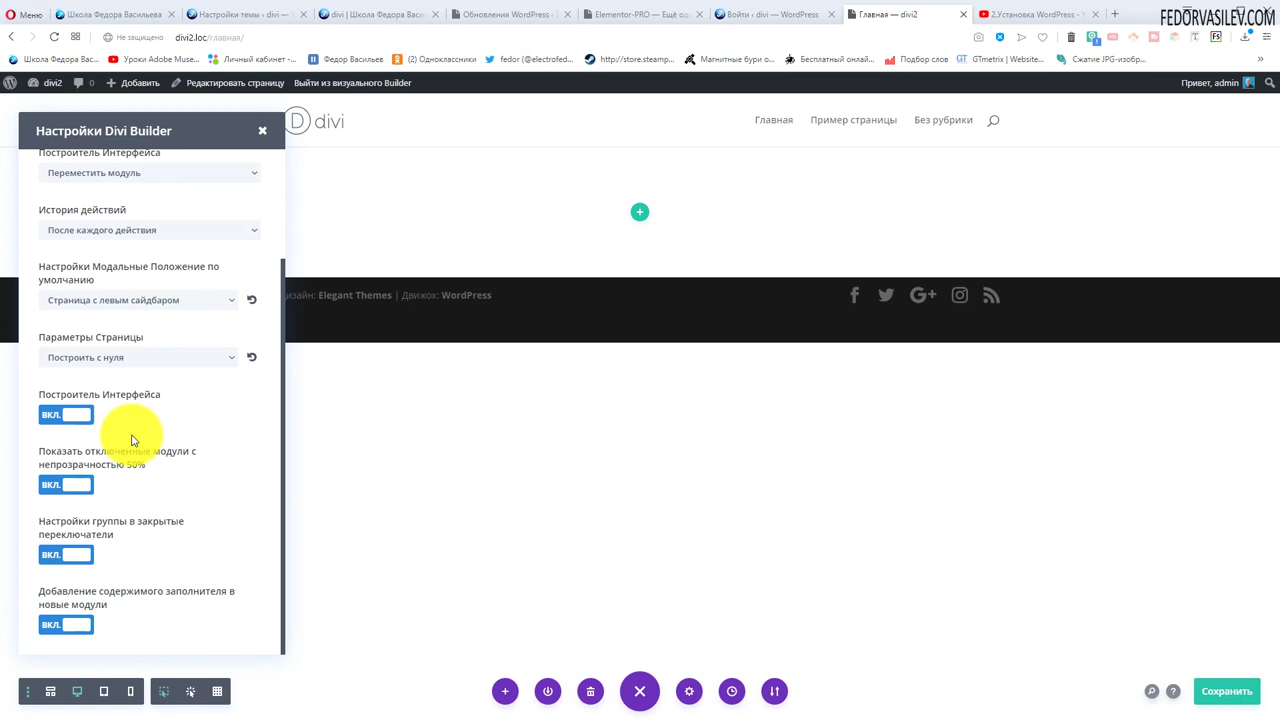 FEDORVASILEV.COM
Меню
Школа Федора Васильева
Настройки темы ‹ divi —
divi | Школа Федора Васи
Обновления WordPress -
Elementor-PRO — Ещё од
Войти ‹ divi — WordPress
Главная — divi2
2.Установка WordPress - Y
Не защищено divi2.loc/главная/
Школа Федора Вас...
Уроки Adobe Muse...
Личный кабинет -...
Федор Васильев
(2) Одноклассники
fedor (@electrofed...
http://store.steamp...
Магнитные бури о...
Бесплатный онлай...
Подбор слов
GTmetrix | Website...
Сжатие JPG-изобр...
divi2
0
Добавить
Редактировать страницу
Выйти из визуального Builder
Привет, admin
Настройки Divi Builder
D divi
Главная
Пример страницы
Без рубрики
Построитель Интерфейса
Переместить модуль
История действий
После каждого действия
Настройки Модальные Положение по
умолчанию
Страница с левым сайдбаром
изайн: Elegant Themes | Движок: WordPress
Параметры Страницы
Построить с нуля
Построитель Интерфейса
ВКЛ.
Показать отключенные модули с
непрозрачностью 50%
ВКЛ.
Настройки группы в закрытые
переключатели
ВКЛ.
Добавление содержимого заполнителя в
новые модули
ВКЛ.
Сохранить